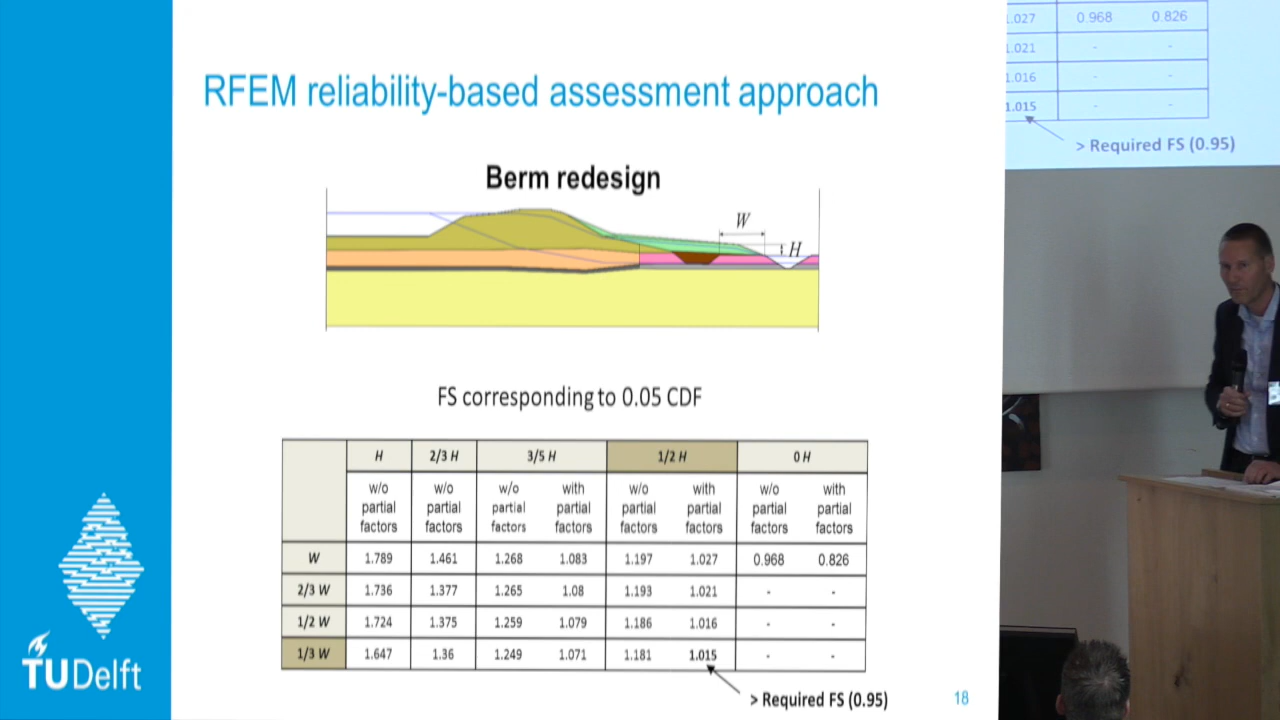 RFEM reliability-based assessment approach
Berm redesign
W
H
FS corresponding to 0.05 CDF
H 2/3 H 3/5 H 1/2 H 0 H
w/o partial factors w/o partial factors w/o partial factors with partial factors w/o partial factors with partial factors w/o partial factors with partial factors
W 1.789 1.461 1.268 1.083 1.197 1.027 0.968 0.826
2/3 W 1.736 1.377 1.265 1.08 1.193 1.021 - -
1/2 W 1.724 1.375 1.259 1.079 1.186 1.016 - -
1/3 W 1.647 1.36 1.249 1.071 1.181 1.015 - -
> Required FS (0.95)
18
TU Delft
.027 0.968 0.826
1.021 - -
1.016 - -
1.015 - -
> Required FS (0.95)